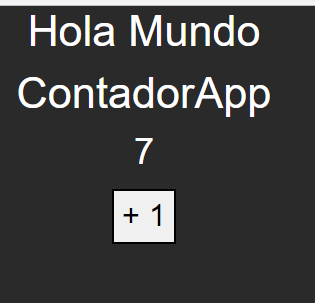 Hola Mundo
ContadorApp
7
+ 1